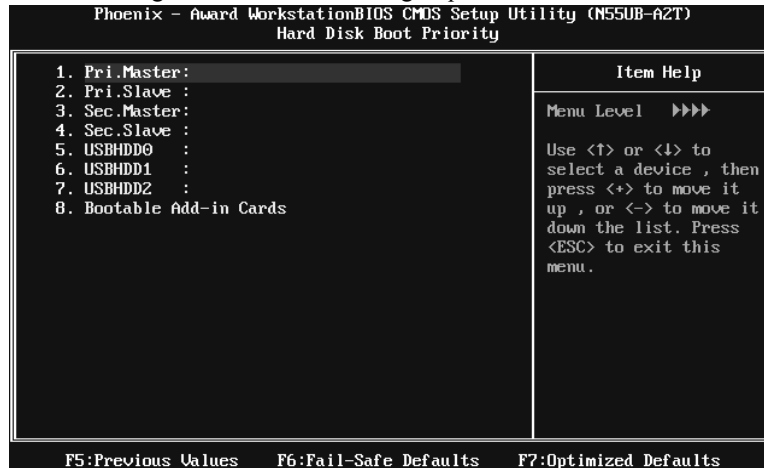 Phoenix - Award WorkstationBIOS CMOS Setup Utility (N55UB-A2T)
Hard Disk Boot Priority
1. Pri.Master:
2. Pri.Slave :
3. Sec.Master:
4. Sec.Slave :
5. USBHDD0 :
6. USBHDD1 :
7. USBHDD2 :
8. Bootable Add-in Cards
Item Help
Menu Level ▶▶▶▶
Use <↑> or <↓> to
select a device , then
press <+> to move it
up , or <-> to move it
down the list. Press
<ESC> to exit this
menu.
F5:Previous Values F6:Fail-Safe Defaults F7:Optimized Defaults